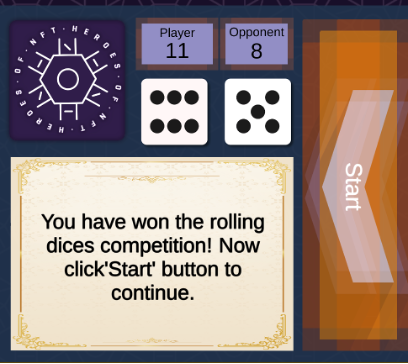 HEROES · OF · NFT · HEROES · OF · NFT ·
Player
11
Opponent
8
You have won the rolling
dices competition! Now
click'Start' button to
continue.
Start